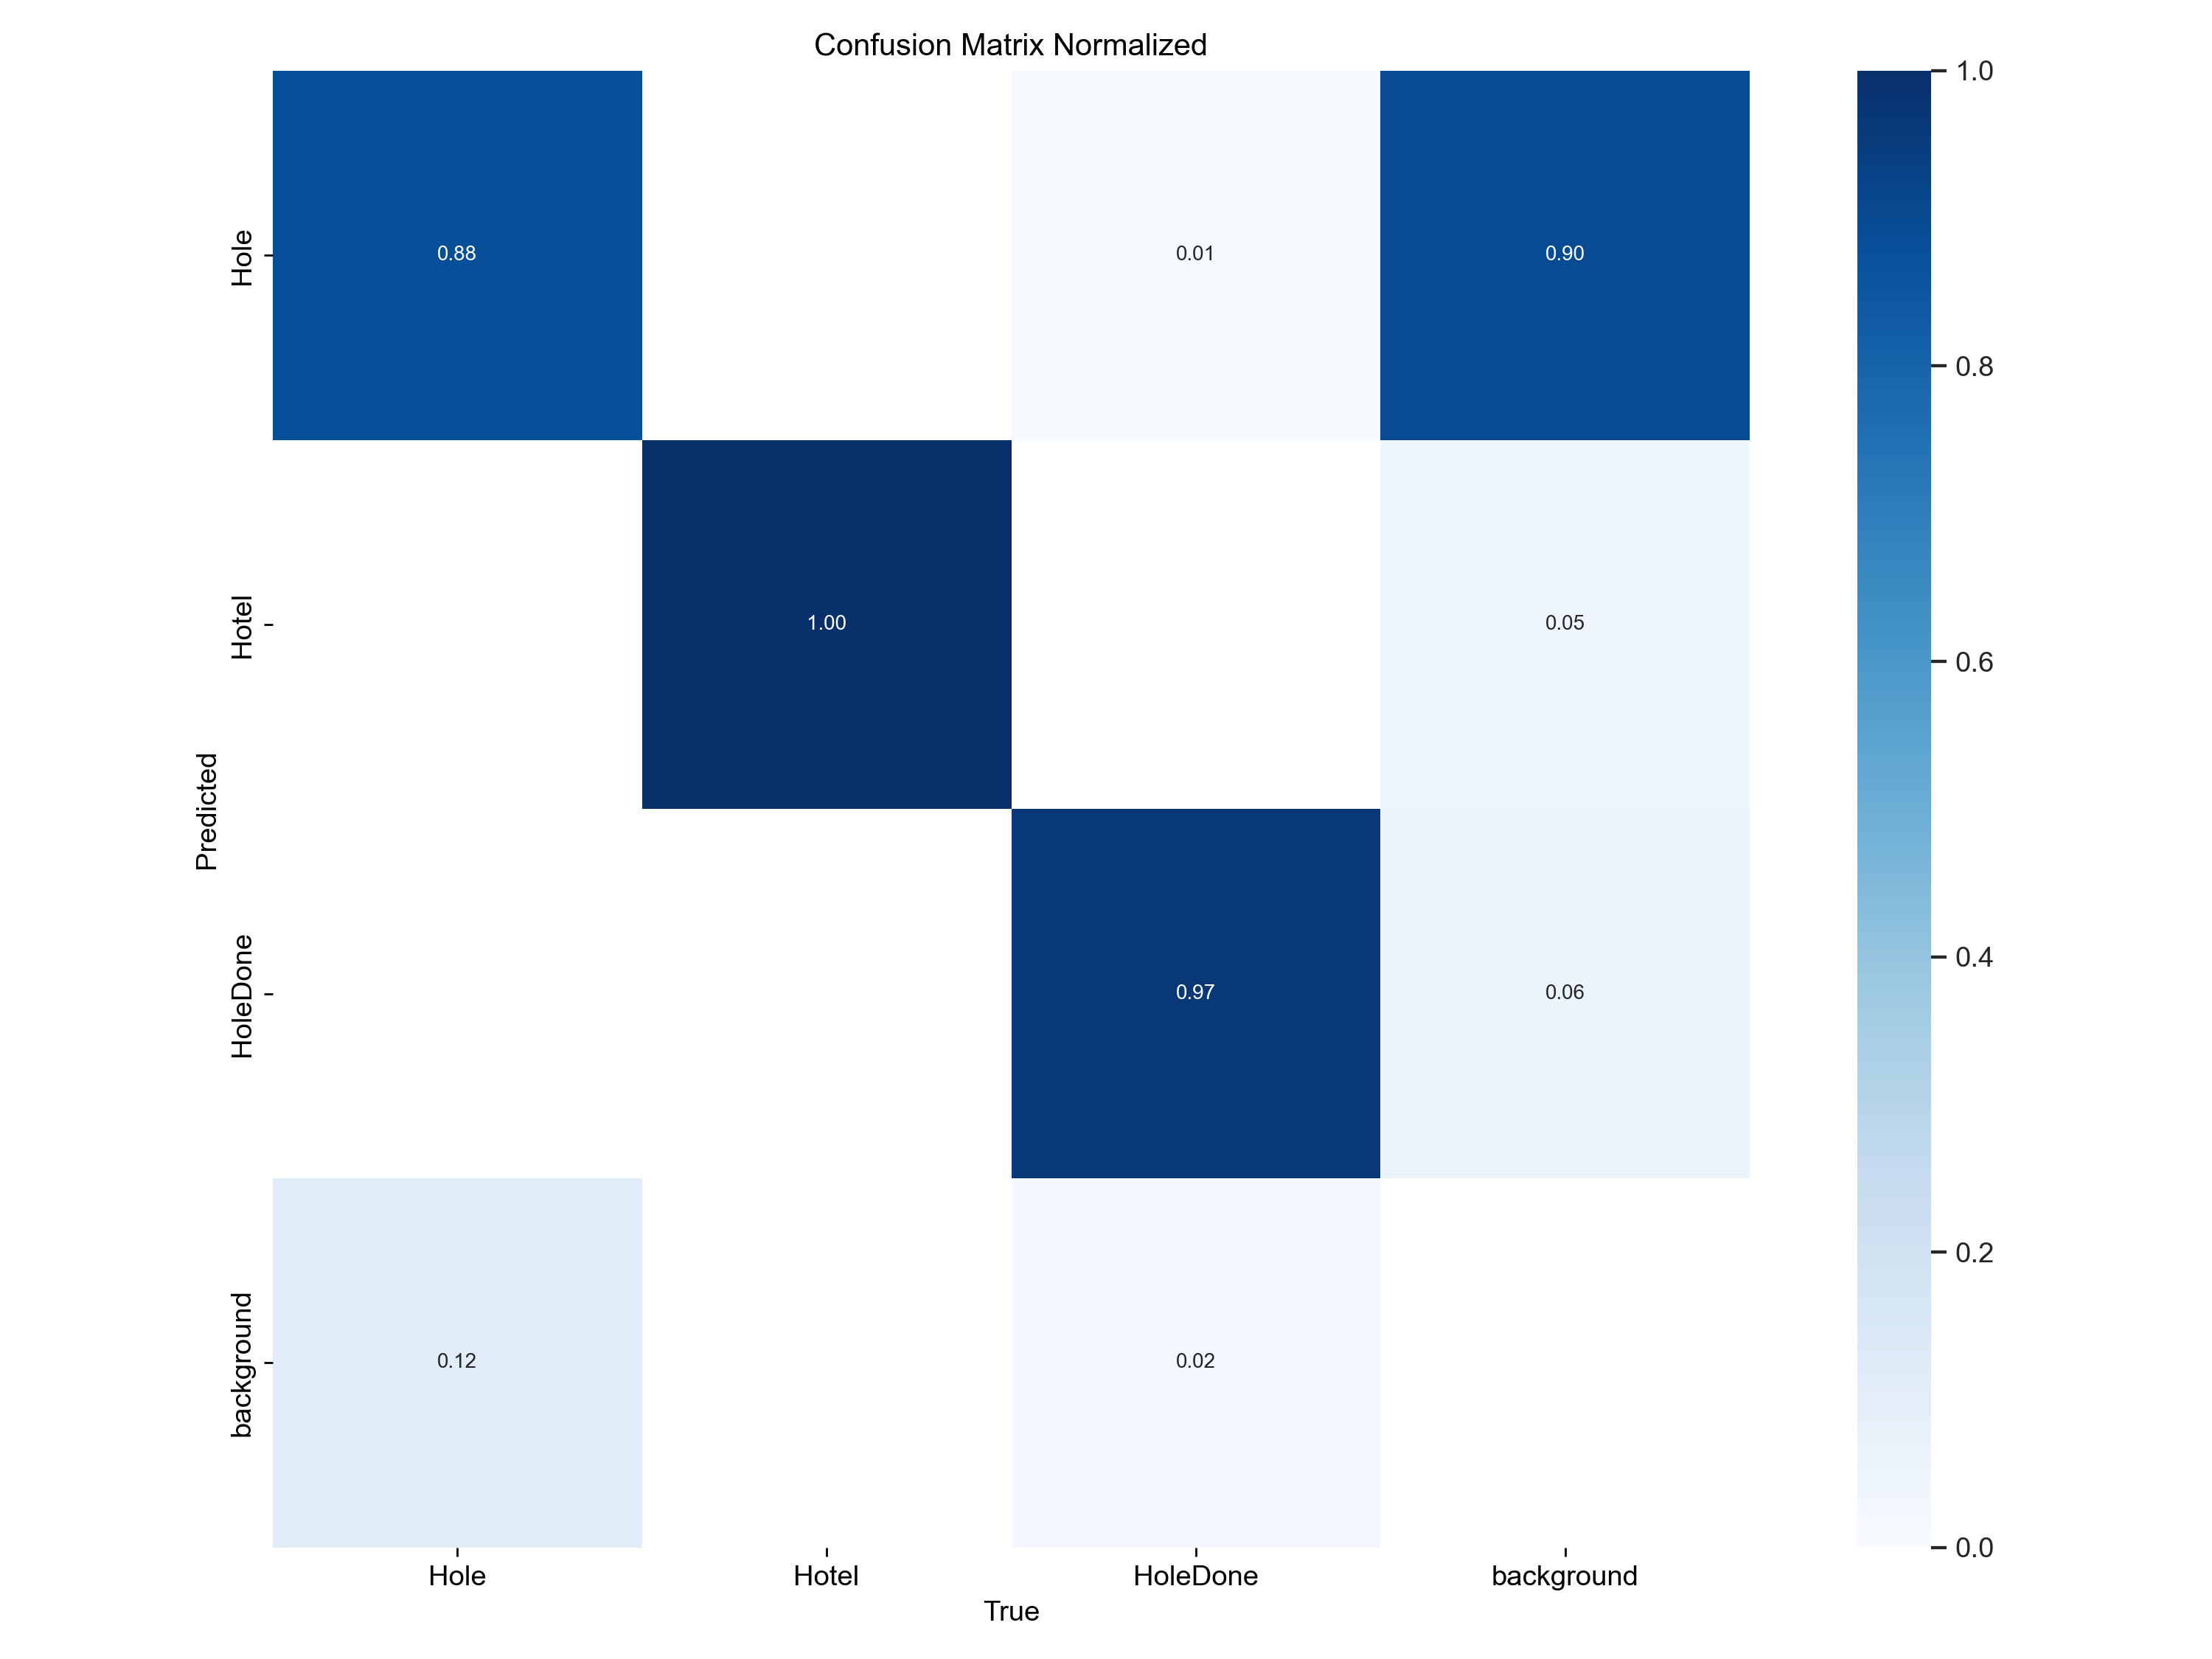 Confusion Matrix Normalized
Hole
0.88
0.01
0.90
Hotel
1.00
0.05
HoleDone
0.97
0.06
background
0.12
0.02
Predicted
Hole
Hotel
HoleDone
background
True
1.0
0.8
0.6
0.4
0.2
0.0